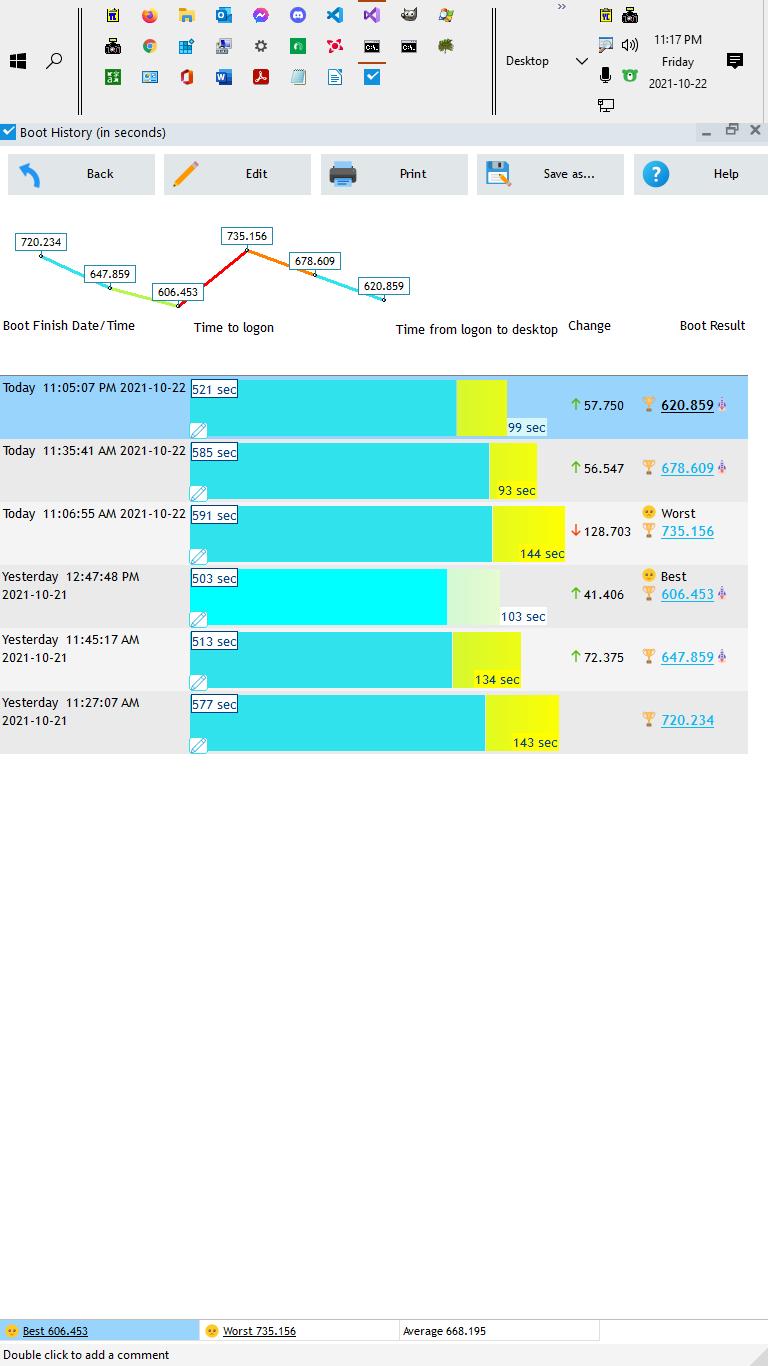 »
11:17 PM
Desktop
Friday
2021-10-22
Boot History (in seconds)
Back
Edit
Print
Save as...
Help
735.156
720.234
678.609
647.859
620.859
606.453
Boot Finish Date/Time Time to logon Time from logon to desktop Change Boot Result
Today 11:05:07 PM 2021-10-22 521 sec
99 sec
57.750 620.859
Today 11:35:41 AM 2021-10-22 585 sec
93 sec
56.547 678.609
Today 11:06:55 AM 2021-10-22 591 sec
144 sec
128.703
Worst
735.156
Yesterday 12:47:48 PM
2021-10-21
503 sec
103 sec
41.406
Best
606.453
Yesterday 11:45:17 AM
2021-10-21
513 sec
134 sec
72.375 647.859
Yesterday 11:27:07 AM
2021-10-21
577 sec
143 sec
720.234
Best 606.453 Worst 735.156 Average 668.195
Double click to add a comment